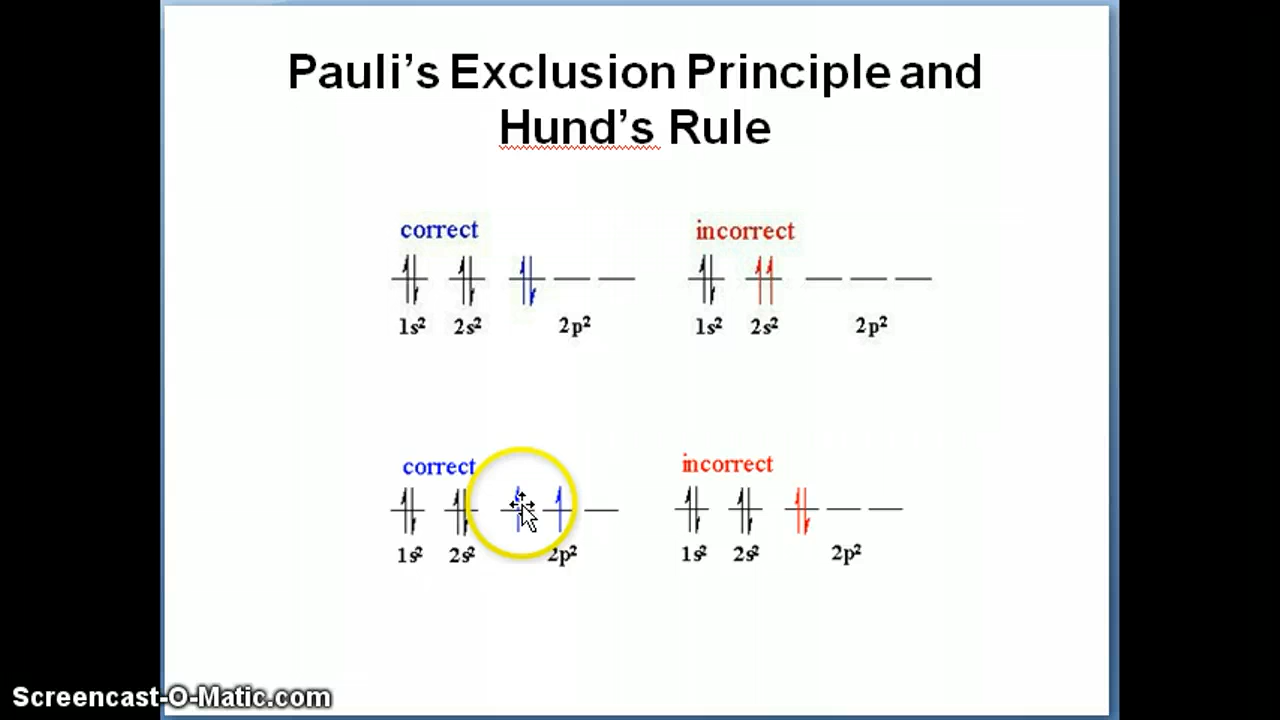 Pauli's Exclusion Principle and
Hund's Rule
correct incorrect
1s² 2s² 2p² 1s² 2s² 2p²
correct incorrect
1s² 2s² 2p² 1s² 2s² 2p²
Screencast-O-Matic.com